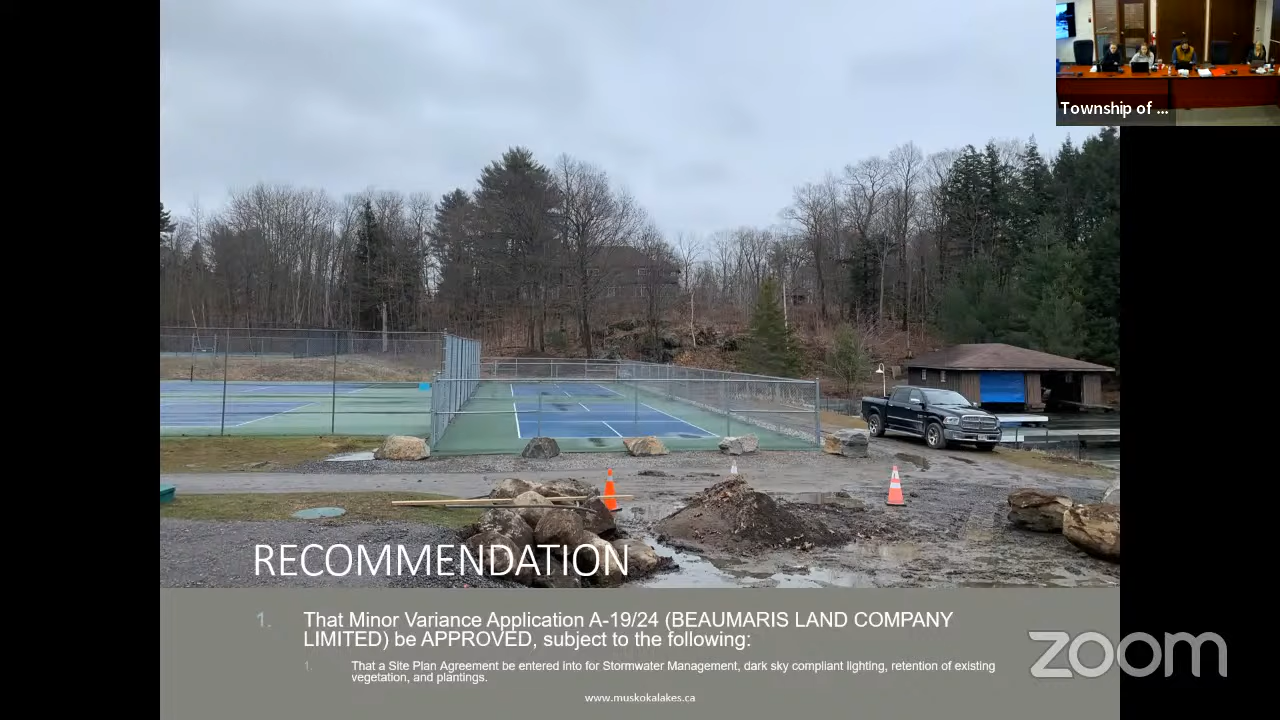 Township of ...
RECOMMENDATION
1. That Minor Variance Application A-19/24 (BEAUMARIS LAND COMPANY
LIMITED) be APPROVED, subject to the following:
1. That a Site Plan Agreement be entered into for Stormwater Management, dark sky compliant lighting, retention of existing
vegetation, and plantings.
www.muskokalakes.ca
zoom